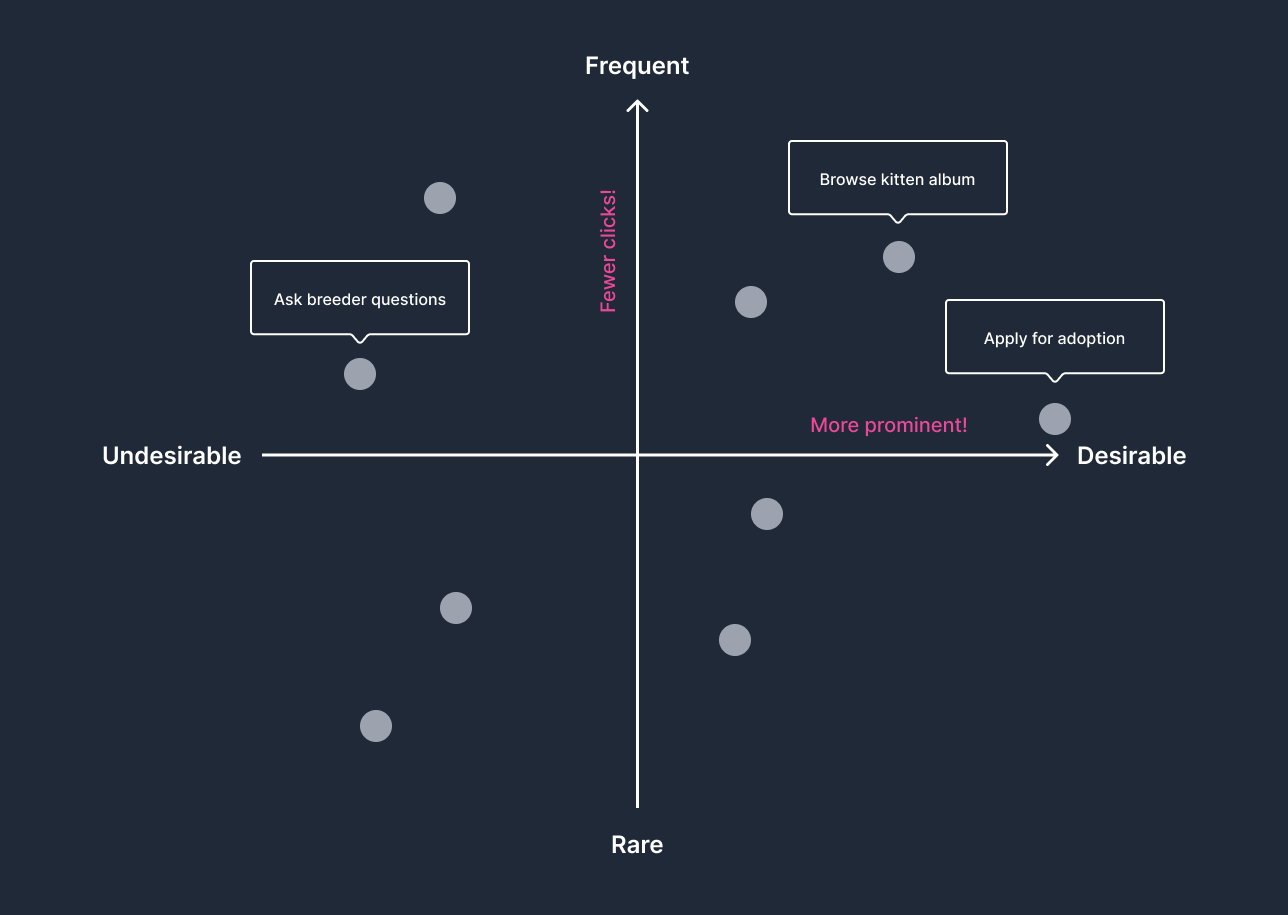 Frequent
Browse kitten album
Fewer clicks!
Ask breeder questions
Apply for adoption
More prominent!
Undesirable
Desirable
Rare